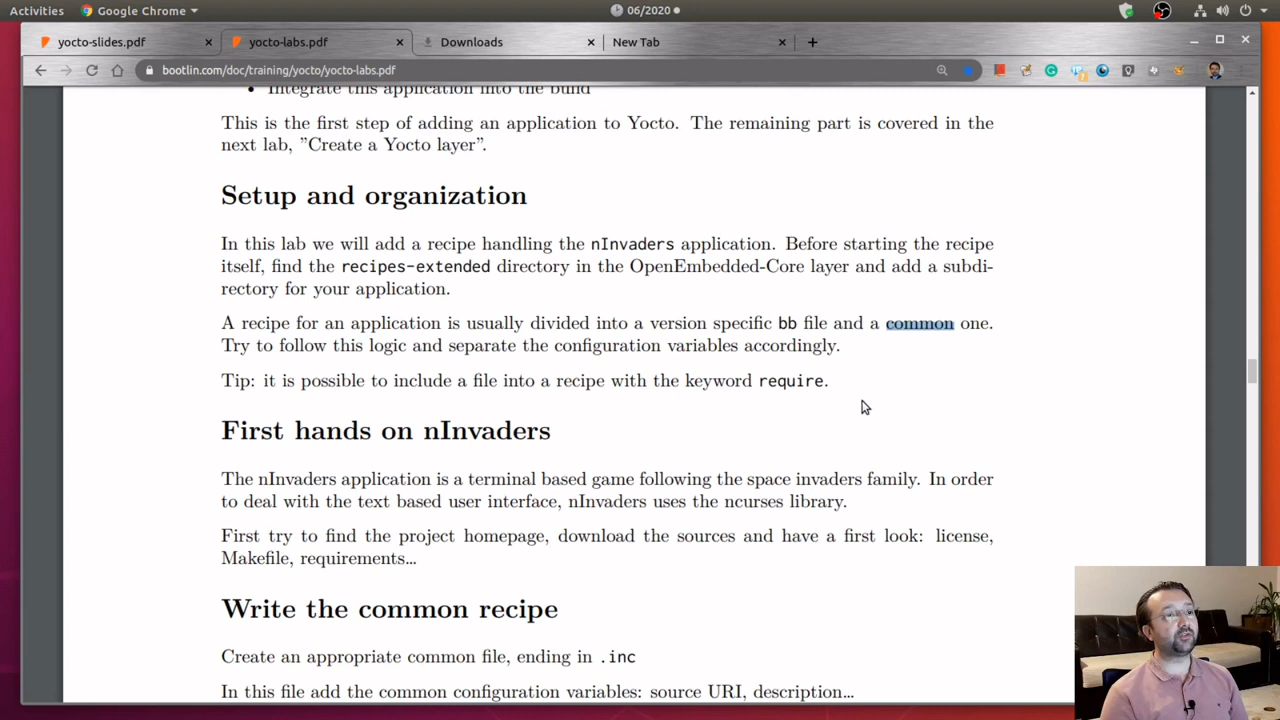 Activities Google Chrome 06/2020
yocto-slides.pdf yocto-labs.pdf Downloads New Tab
bootlin.com/doc/training/yocto/yocto-labs.pdf
• Integrate this application into the build
This is the first step of adding an application to Yocto. The remaining part is covered in the
next lab, ”Create a Yocto layer”.
Setup and organization
In this lab we will add a recipe handling the nInvaders application. Before starting the recipe
itself, find the recipes-extended directory in the OpenEmbedded-Core layer and add a subdi-
rectory for your application.
A recipe for an application is usually divided into a version specific bb file and a common one.
Try to follow this logic and separate the configuration variables accordingly.
Tip: it is possible to include a file into a recipe with the keyword require.
First hands on nInvaders
The nInvaders application is a terminal based game following the space invaders family. In order
to deal with the text based user interface, nInvaders uses the ncurses library.
First try to find the project homepage, download the sources and have a first look: license,
Makefile, requirements...
Write the common recipe
Create an appropriate common file, ending in .inc
In this file add the common configuration variables: source URI, description...